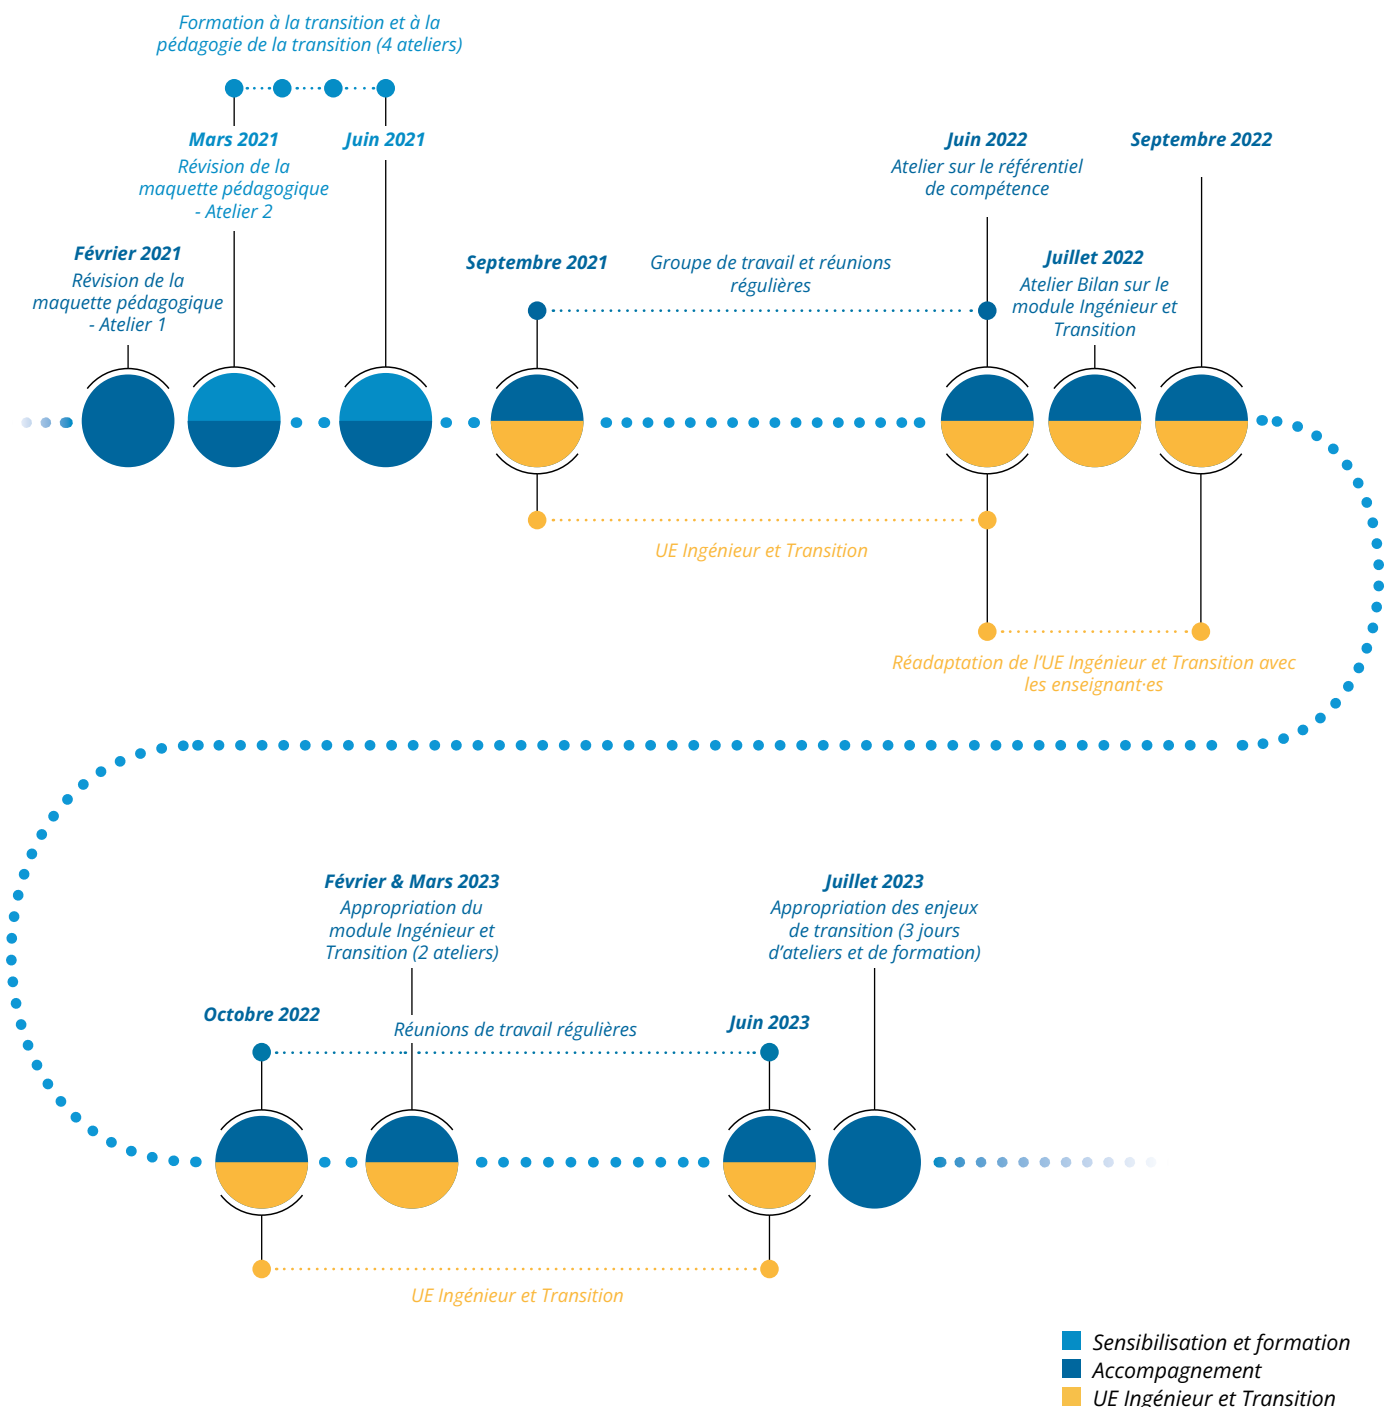 Formation à la transition et à la
pédagogie de la transition (4 ateliers)
Mars 2021
Révision de la
maquette pédagogique
- Atelier 2
Juin 2021
Juin 2022
Atelier sur le référentiel
de compétence
Septembre 2022
Février 2021
Révision de la
maquette pédagogique
- Atelier 1
Septembre 2021
Groupe de travail et réunions
régulières
Juillet 2022
Atelier Bilan sur le
module Ingénieur et
Transition
UE Ingénieur et Transition
Réadaptation de l'UE Ingénieur et Transition avec
les enseignant·es
Février & Mars 2023
Appropriation du
module Ingénieur et
Transition (2 ateliers)
Juillet 2023
Appropriation des enjeux
de transition (3 jours
d'ateliers et de formation)
Octobre 2022
Réunions de travail régulières
Juin 2023
UE Ingénieur et Transition
Sensibilisation et formation
Accompagnement
UE Ingénieur et Transition